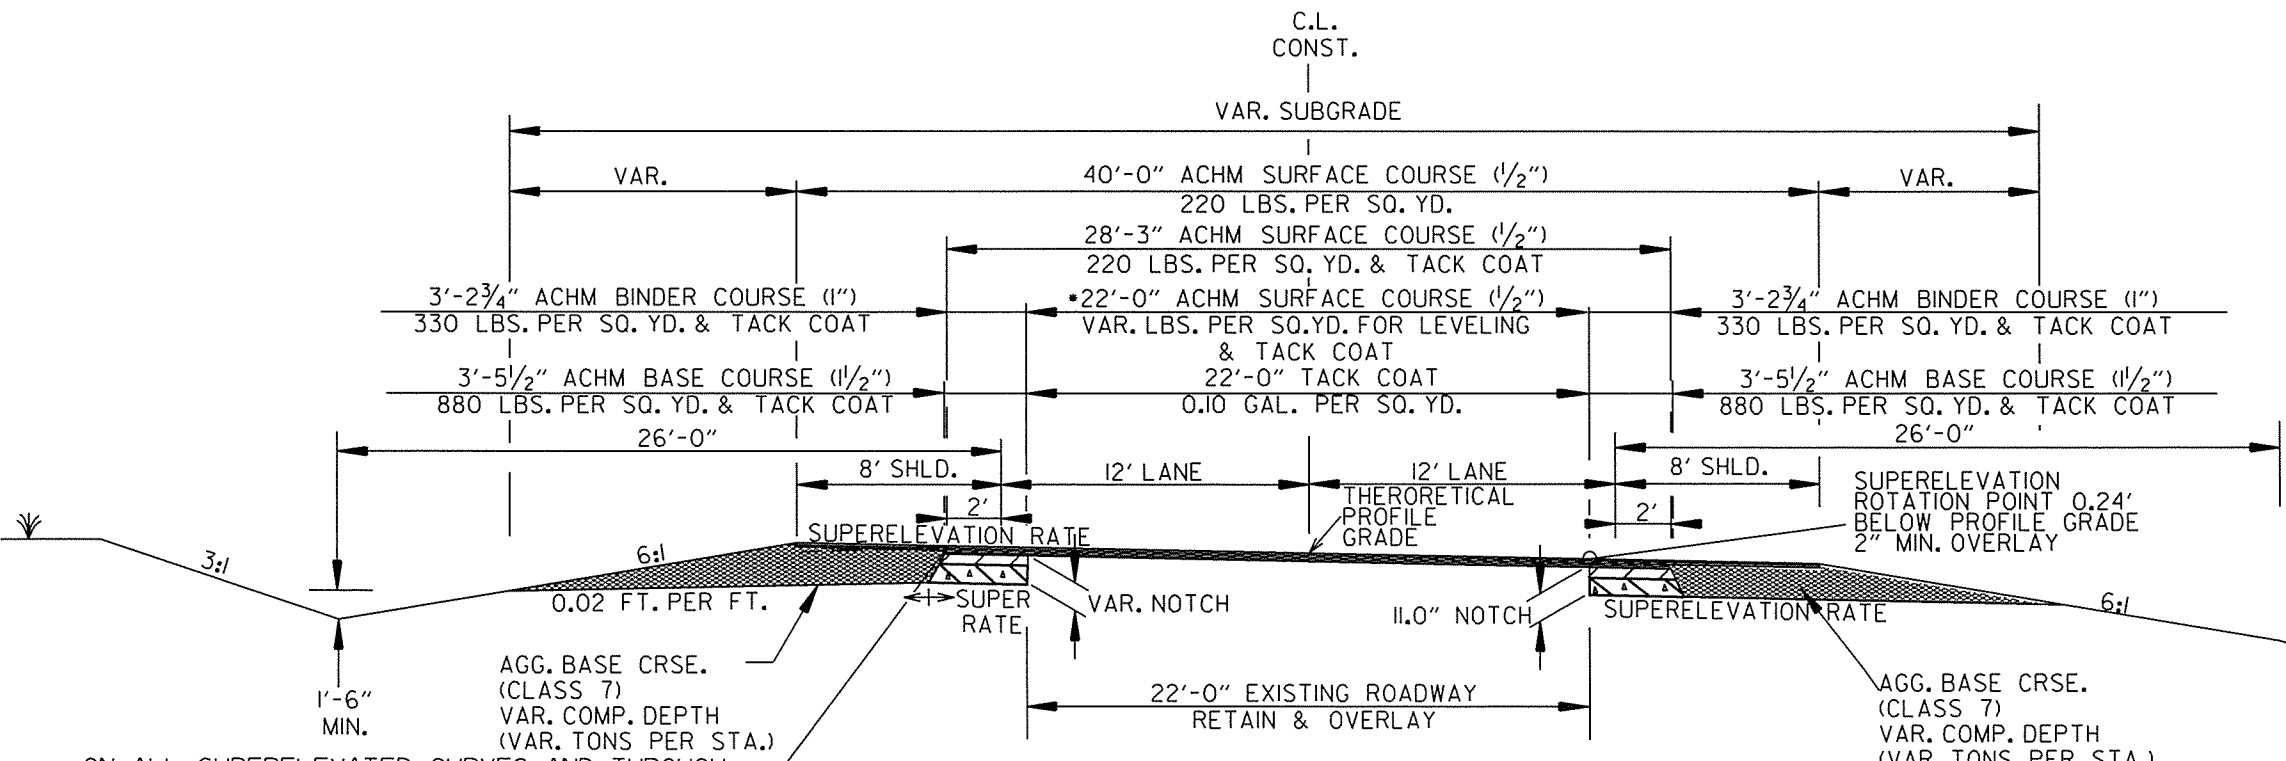 C.L.
CONST.
VAR. SUBGRADE
VAR.
40'-0" ACHM SURFACE COURSE (1/2")
VAR.
220 LBS. PER SQ. YD.
28'-3" ACHM SURFACE COURSE (1/2")
220 LBS. PER SQ. YD. & TACK COAT
3'-2 3/4" ACHM BINDER COURSE (1")
330 LBS. PER SQ. YD. & TACK COAT
*22'-0" ACHM SURFACE COURSE (1/2")
VAR. LBS. PER SQ.YD. FOR LEVELING
& TACK COAT
3'-2 3/4" ACHM BINDER COURSE (1")
330 LBS. PER SQ. YD. & TACK COAT
3'-5 1/2" ACHM BASE COURSE (1 1/2")
880 LBS. PER SQ. YD. & TACK COAT
22'-0" TACK COAT
0.10 GAL. PER SQ. YD.
3'-5 1/2" ACHM BASE COURSE (1 1/2")
880 LBS. PER SQ. YD. & TACK COAT
26'-0"
26'-0"
8' SHLD.
12' LANE
12' LANE
8' SHLD.
2'
2'
THERORETICAL
PROFILE
GRADE
SUPERELEVATION
ROTATION POINT 0.24'
BELOW PROFILE GRADE
2" MIN. OVERLAY
SUPERELEVATION RATE
3:1
6:1
0.02 FT. PER FT.
SUPER
RATE
VAR. NOTCH
11.0" NOTCH
SUPERELEVATION RATE
6:1
1'-6"
MIN.
AGG. BASE CRSE.
(CLASS 7)
VAR. COMP. DEPTH
(VAR. TONS PER STA.)
22'-0" EXISTING ROADWAY
RETAIN & OVERLAY
AGG. BASE CRSE.
(CLASS 7)
VAR. COMP. DEPTH
(VAR. TONS PER STA.)
ON ALL SUPERELEVATED CURVES AND THROUGH